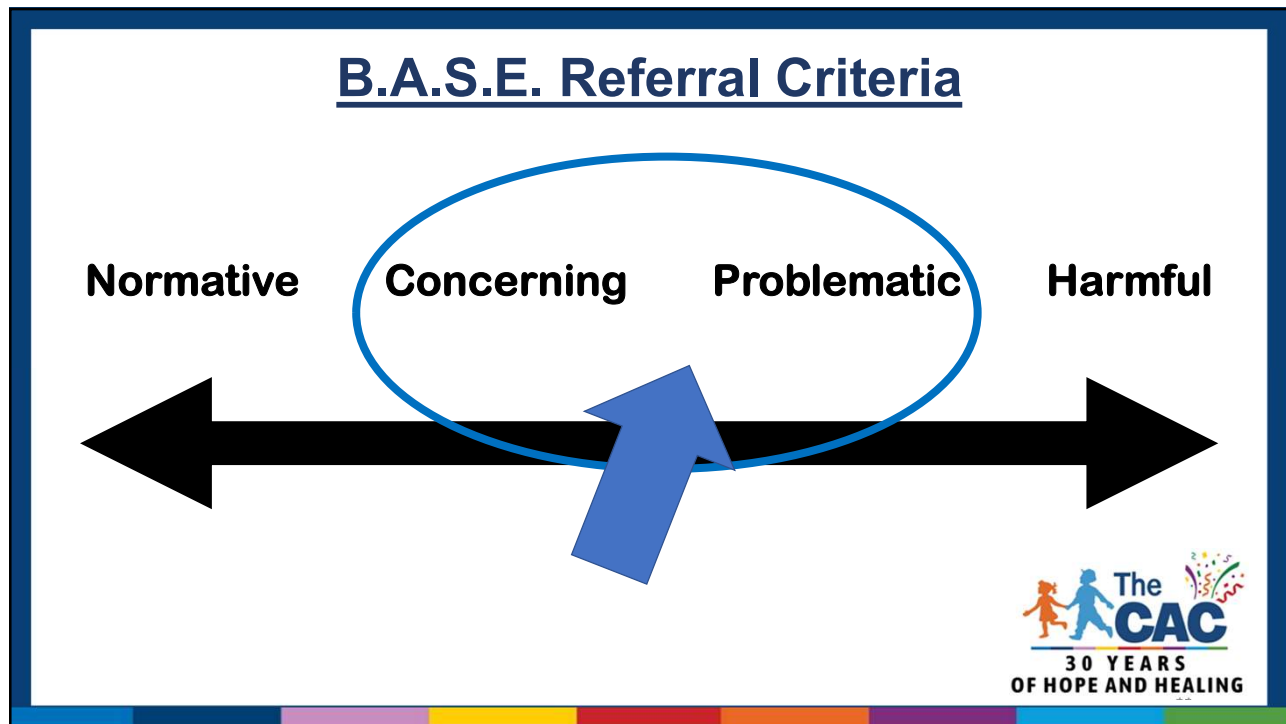 B.A.S.E. Referral Criteria
Normative Concerning Problematic Harmful
The
CAC
30 YEARS
OF HOPE AND HEALING